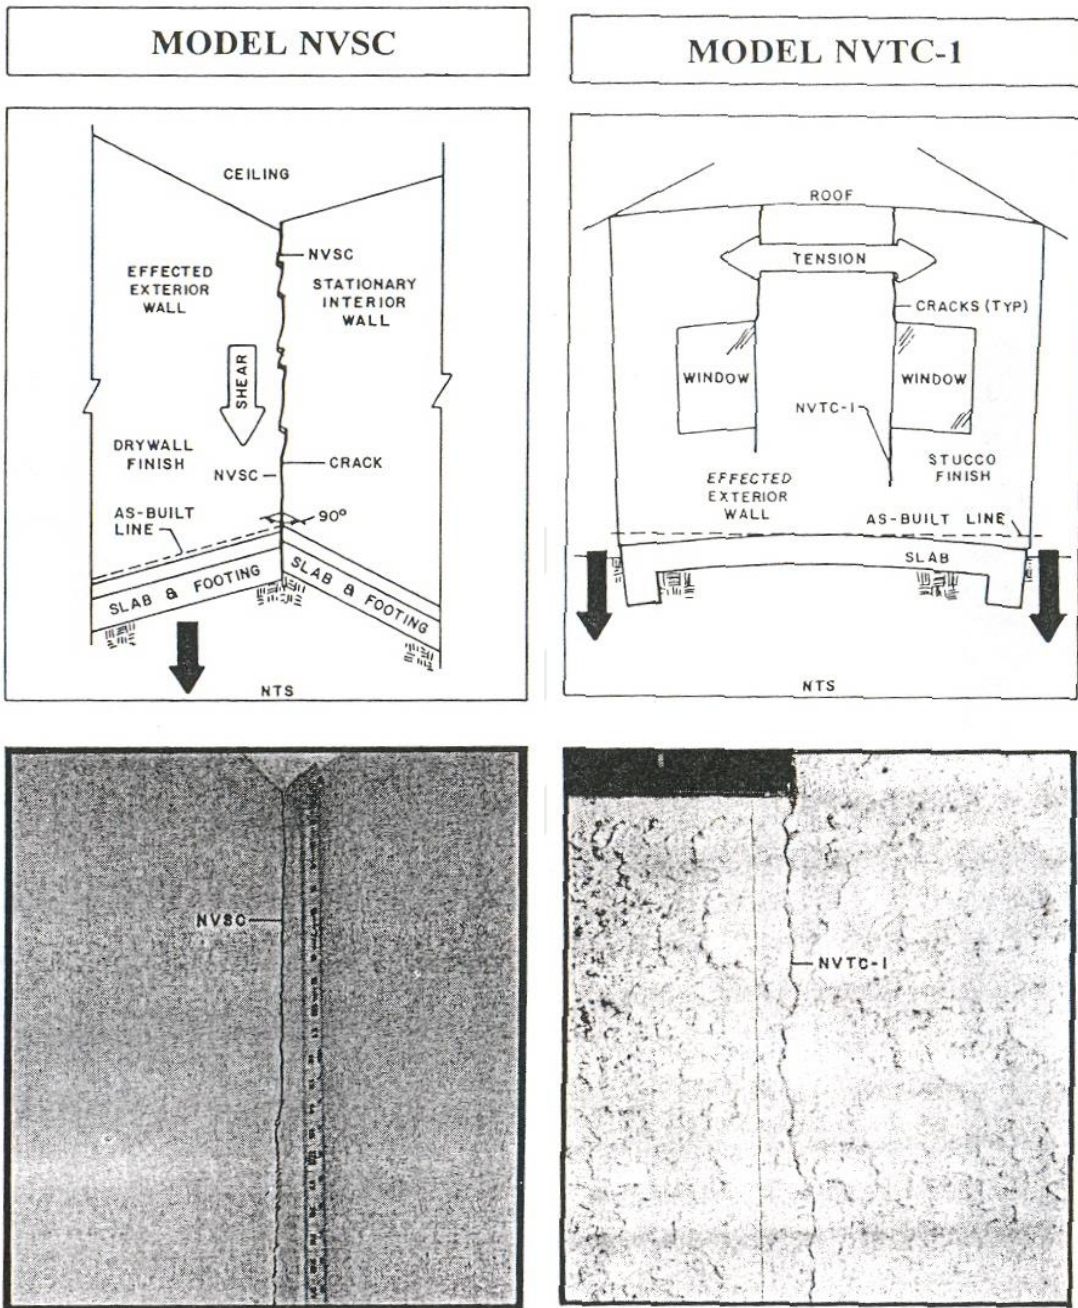 MODEL NVSC
CEILING
NVSC
EFFECTED
EXTERIOR
WALL
STATIONARY
INTERIOR
WALL
SHEAR
DRYWALL
FINISH
NVSC
CRACK
AS-BUILT
LINE
90°
SLAB & FOOTING
SLAB & FOOTING
NTS
NVSC
MODEL NVTC-1
ROOF
TENSION
CRACKS (TYP)
WINDOW
WINDOW
NVTC-1
STUCCO
FINISH
EFFECTED
EXTERIOR
WALL
AS-BUILT LINE
SLAB
NTS
NVTC-1